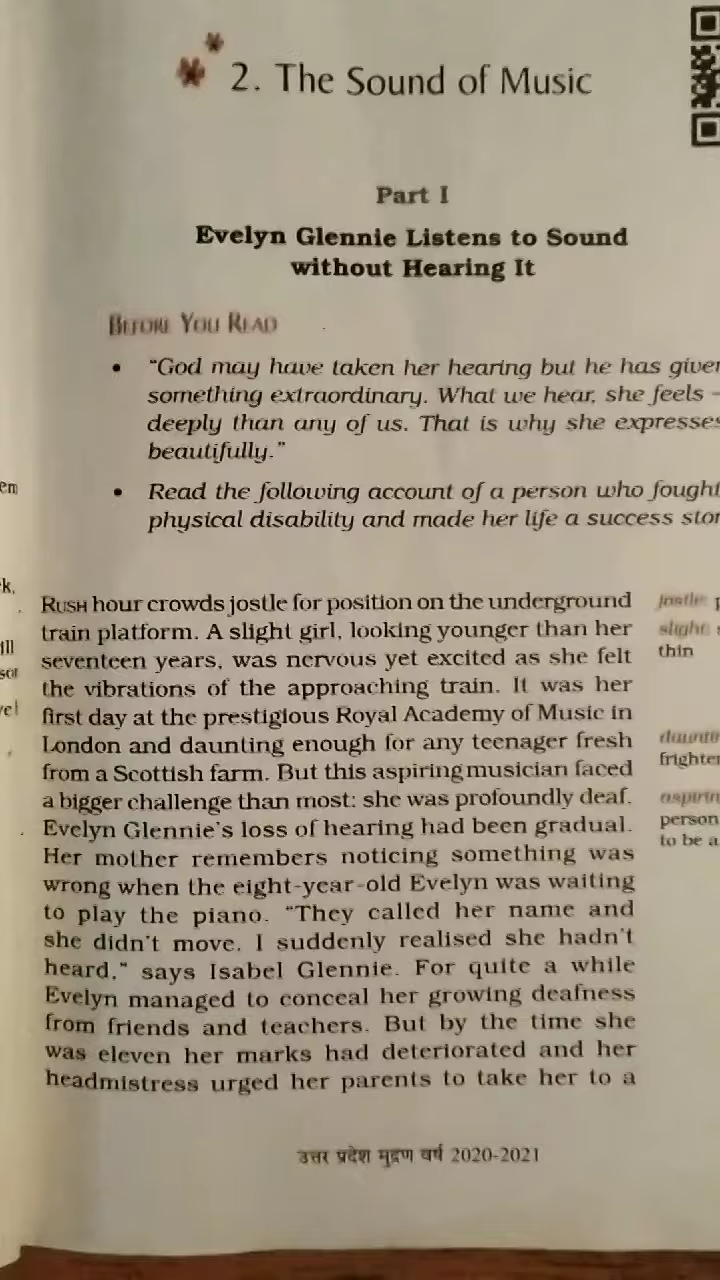 2. The Sound of Music
Part I
Evelyn Glennie Listens to Sound
without Hearing It
BEFORE YOU READ
• "God may have taken her hearing but he has given
something extraordinary. What we hear, she feels –
deeply than any of us. That is why she expresses
beautifully."
• Read the following account of a person who fought
physical disability and made her life a success
RUSH hour crowds jostle for position on the underground
train platform. A slight girl, looking younger than her
seventeen years, was nervous yet excited as she felt
the vibrations of the approaching train. It was her
first day at the prestigious Royal Academy of Music in
London and daunting enough for any teenager fresh
from a Scottish farm. But this aspiring musician faced
a bigger challenge than most: she was profoundly deaf.
Evelyn Glennie's loss of hearing had been gradual.
Her mother remembers noticing something was
wrong when the eight-year-old Evelyn was waiting
to play the piano. "They called her name and
she didn't move. I suddenly realised she hadn't
heard," says Isabel Glennie. For quite a while
Evelyn managed to conceal her growing deafness
from friends and teachers. But by the time she
was eleven her marks had deteriorated and her
headmistress urged her parents to take her to a
jostle:
slight:
thin
person
to be a
उत्तर प्रदेश मुद्रण वर्ष 2020-2021